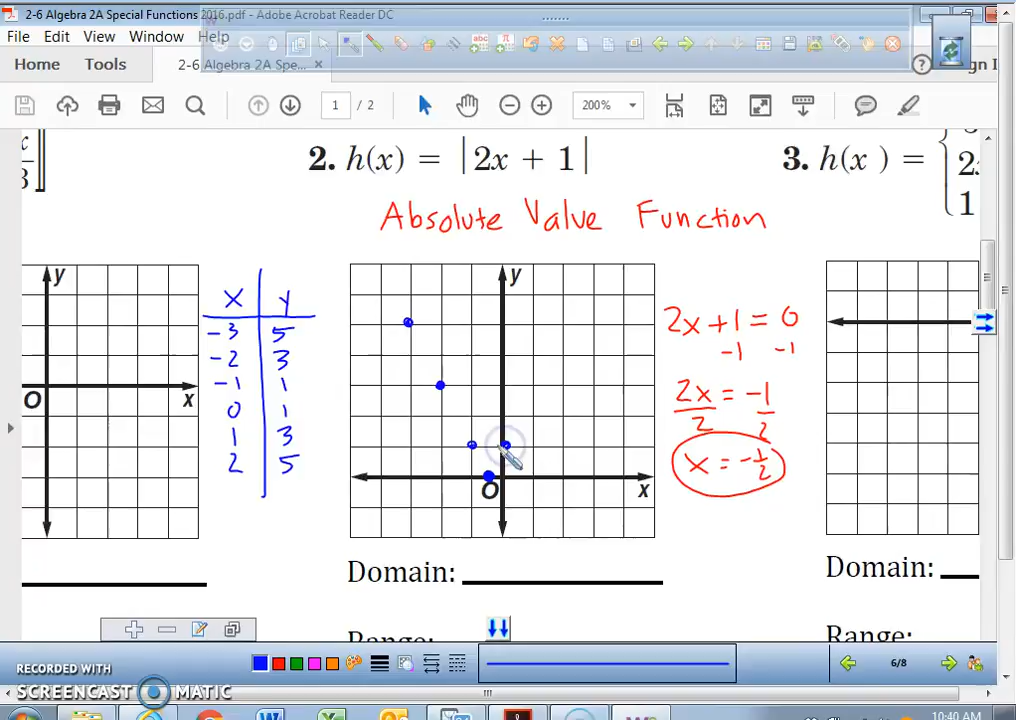 2-6 Algebra 2A Special Functions 2016.pdf - Adobe Acrobat Reader DC
File Edit View Window Help
Home Tools 2-6 Algebra 2A Spe... × ?
1 / 2 200%
2. h(x) = |2x + 1|
3. h(x ) = {
2x
1
x
3
Absolute Value Function
x y
-3 5
-2 3
-1 1
0 1
1 3
2 5
y
O x
y
O x
2x + 1 = 0
-1 -1
2x = -1
2 2
x = -1/2
Domain:
Domain:
Range:
Range:
RECORDED WITH
SCREENCAST MATIC
6/8
10:40 AM